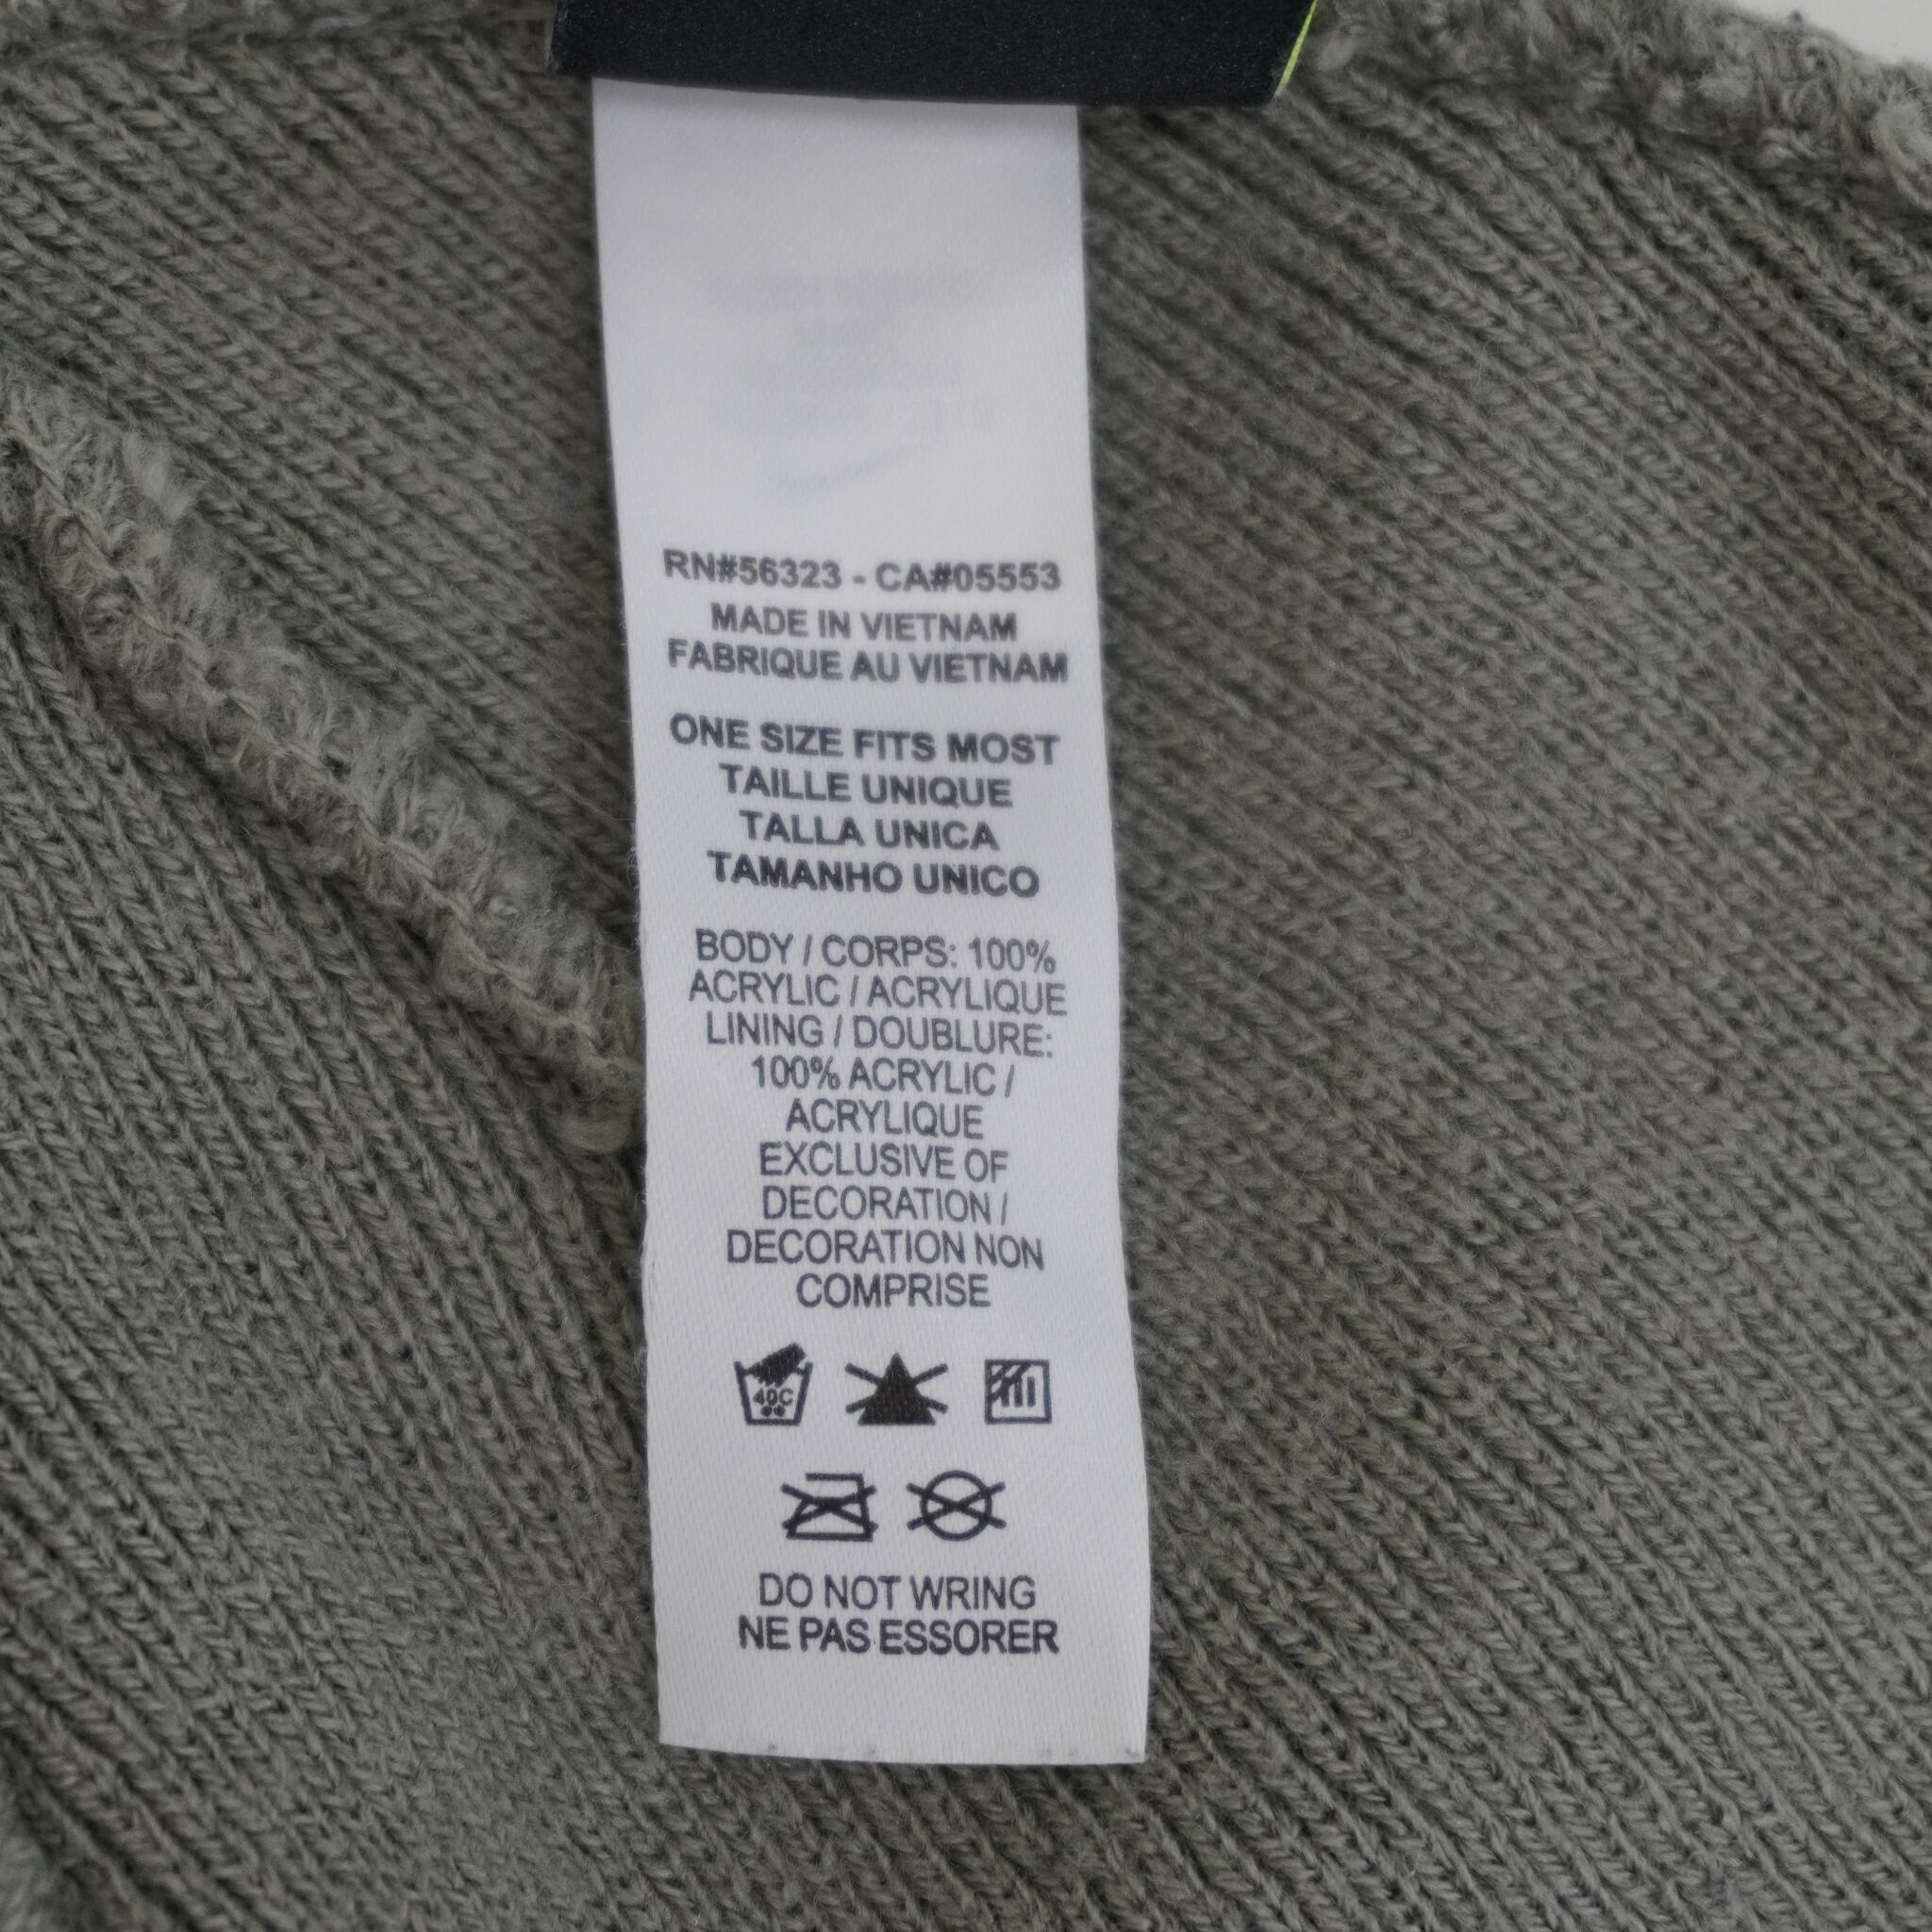 RN#56323 - CA#05553
MADE IN VIETNAM
FABRIQUE AU VIETNAM
ONE SIZE FITS MOST
TAILLE UNIQUE
TALLA UNICA
TAMANHO UNICO
BODY / CORPS: 100%
ACRYLIC / ACRYLIQUE
LINING / DOUBLURE:
100% ACRYLIC /
ACRYLIQUE
EXCLUSIVE OF
DECORATION /
DECORATION NON
COMPRISE
40C
DO NOT WRING
NE PAS ESSORER